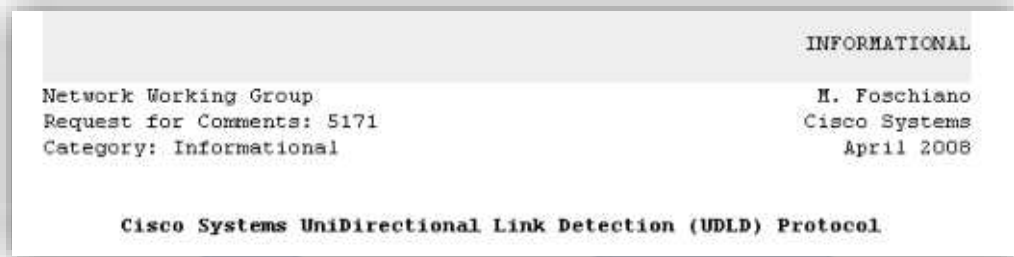 INFORMATIONAL
Network Working Group M. Foschiano
Request for Comments: 5171 Cisco Systems
Category: Informational April 2008
Cisco Systems UniDirectional Link Detection (UDLD) Protocol